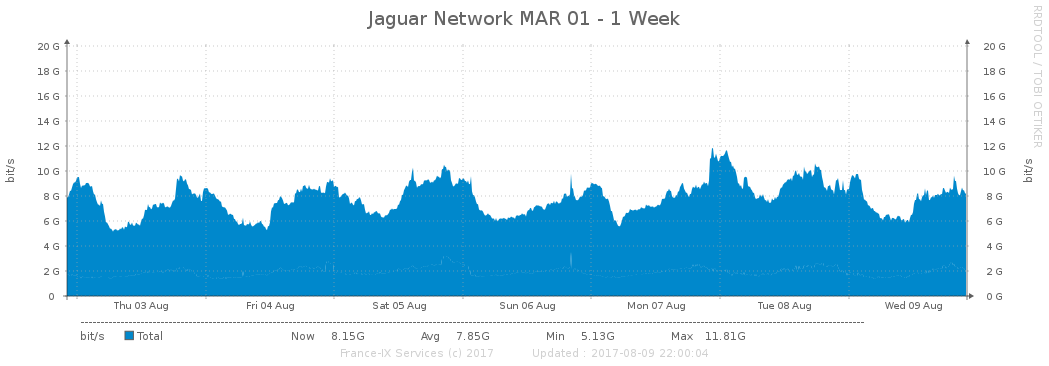 Jaguar Network MAR 01 - 1 Week
RRDTOOL / TOBI OETIKER
bit/s
bit/s
20 G 20 G
18 G 18 G
16 G 16 G
14 G 14 G
12 G 12 G
10 G 10 G
8 G 8 G
6 G 6 G
4 G 4 G
2 G 2 G
0 0 G
Thu 03 Aug Fri 04 Aug Sat 05 Aug Sun 06 Aug Mon 07 Aug Tue 08 Aug Wed 09 Aug
bit/s Total Now 8.15G Avg 7.85G Min 5.13G Max 11.81G
France-IX Services (c) 2017 Updated : 2017-08-09 22:00:04